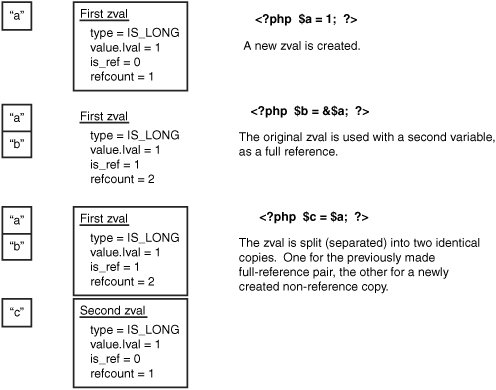 “a”
First zval
type = IS_LONG
value.lval = 1
is_ref = 0
refcount = 1
<?php $a = 1; ?>
A new zval is created.
“a”
“b”
First zval
type = IS_LONG
value.lval = 1
is_ref = 1
refcount = 2
<?php $b = &$a; ?>
The original zval is used with a second variable,
as a full reference.
“a”
“b”
First zval
type = IS_LONG
value.lval = 1
is_ref = 1
refcount = 2
<?php $c = $a; ?>
The zval is split (separated) into two identical
copies. One for the previously made
full-reference pair, the other for a newly
created non-reference copy.
“c”
Second zval
type = IS_LONG
value.lval = 1
is_ref = 0
refcount = 1